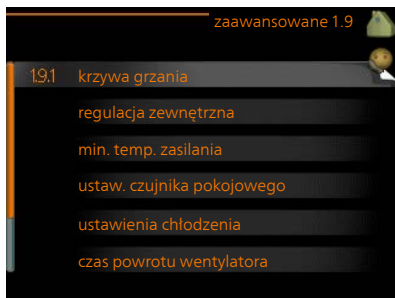 zaawansowane 1.9
1.9.1 krzywa grzania
regulacja zewnętrzna
min. temp. zasilania
ustaw. czujnika pokojowego
ustawienia chłodzenia
czas powrotu wentylatora